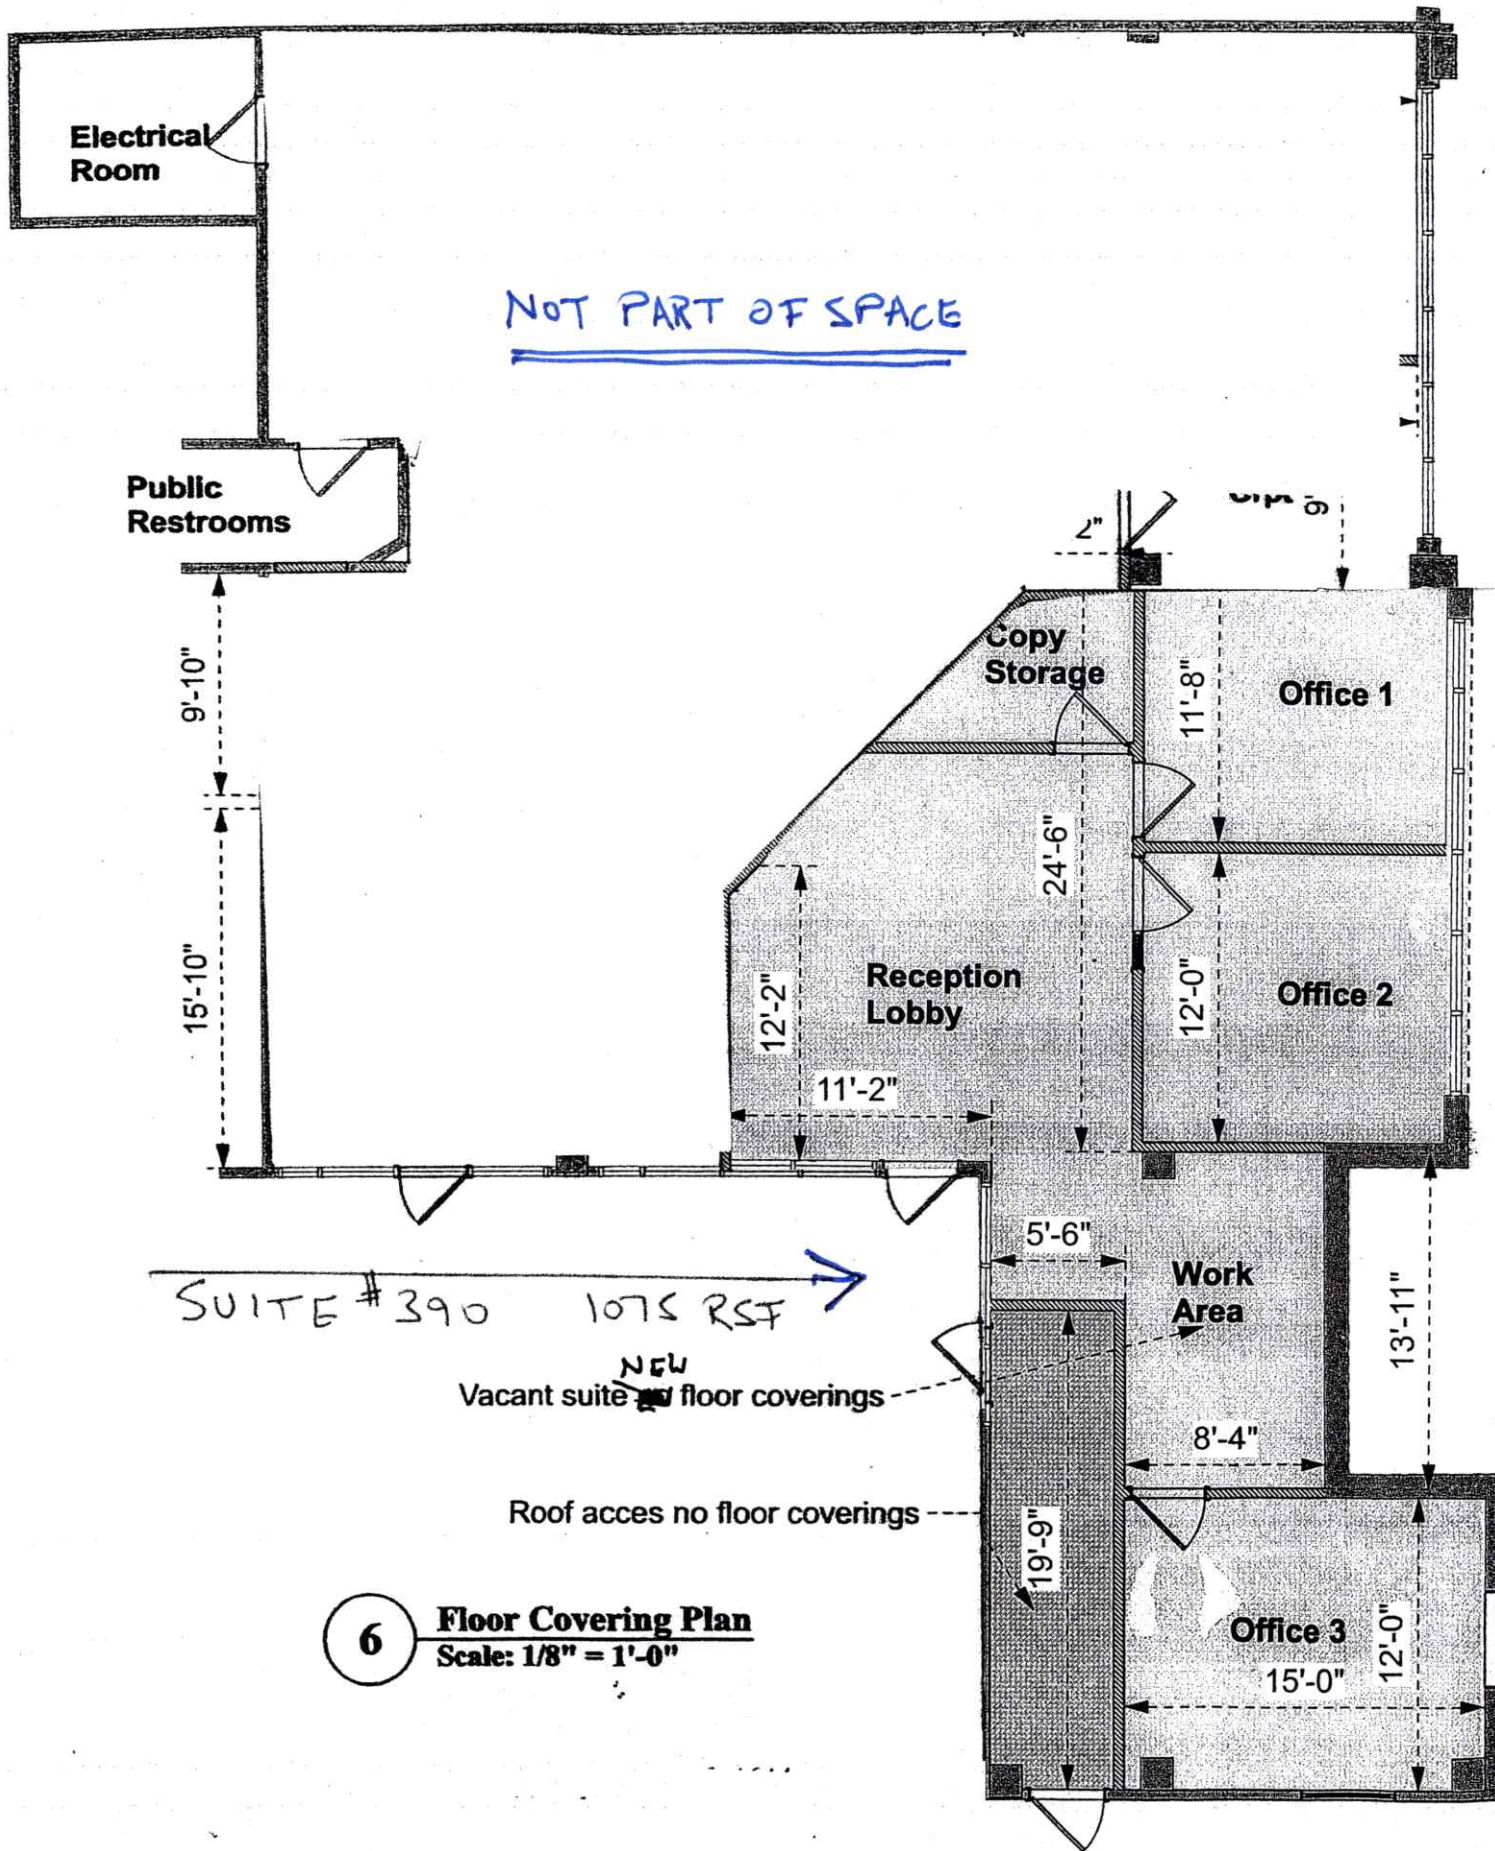 Electrical
Room
NOT PART OF SPACE
Public
Restrooms
2"
9'-10"
15'-10"
Copy
Storage
11'-8"
Office 1
24'-6"
12'-0"
Office 2
Reception
Lobby
12'-2"
11'-2"
5'-6"
Work
Area
13'-11"
SUITE #390 1075 RSF
NEW
Vacant suite floor coverings
8'-4"
Roof acces no floor coverings
19'-9"
Office 3
15'-0"
12'-0"
6
Floor Covering Plan
Scale: 1/8" = 1'-0"